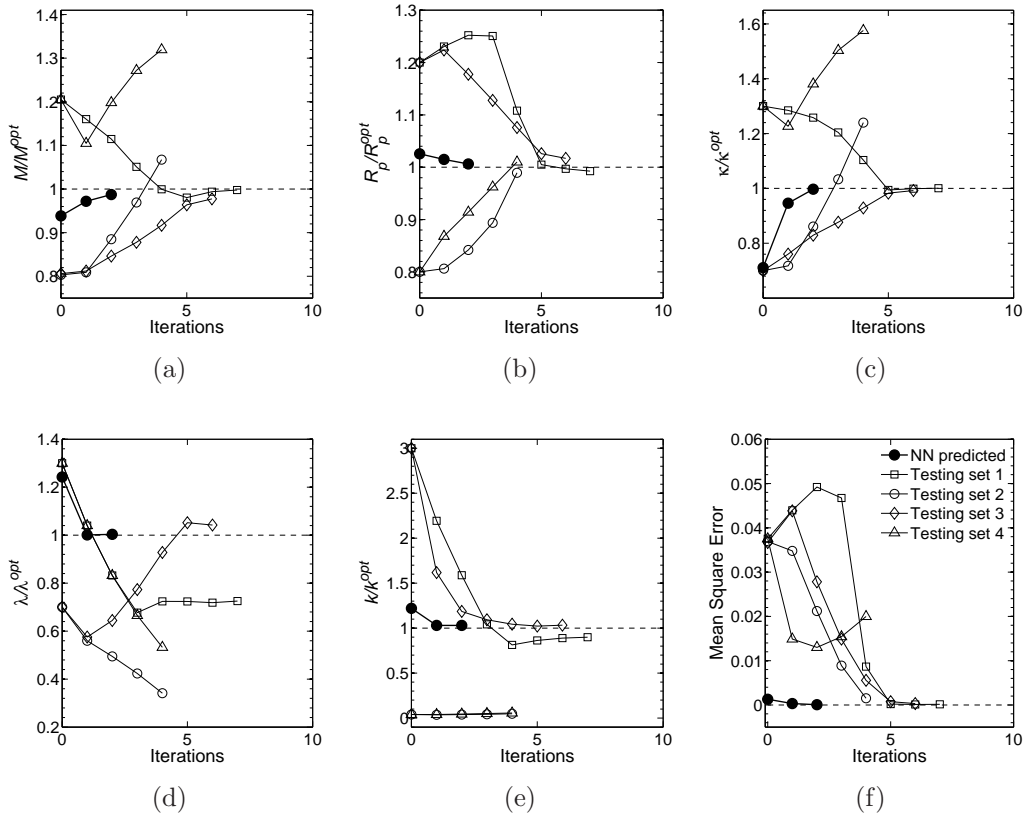 1.4
1.3
1.2
1.1
1
0.9
0.8
M/M^opt
0
5
10
Iterations
(a)
1.3
1.2
1.1
1
0.9
0.8
R_p/R_p^opt
0
5
10
Iterations
(b)
1.6
1.4
1.2
1
0.8
0.6
κ/κ^opt
0
5
10
Iterations
(c)
1.4
1.2
1
0.8
0.6
0.4
0.2
λ/λ^opt
0
5
10
Iterations
(d)
3
2.5
2
1.5
1
0.5
0
k/k^opt
0
5
10
Iterations
(e)
0.06
0.05
0.04
0.03
0.02
0.01
0
Mean Square Error
NN predicted
Testing set 1
Testing set 2
Testing set 3
Testing set 4
0
5
10
Iterations
(f)